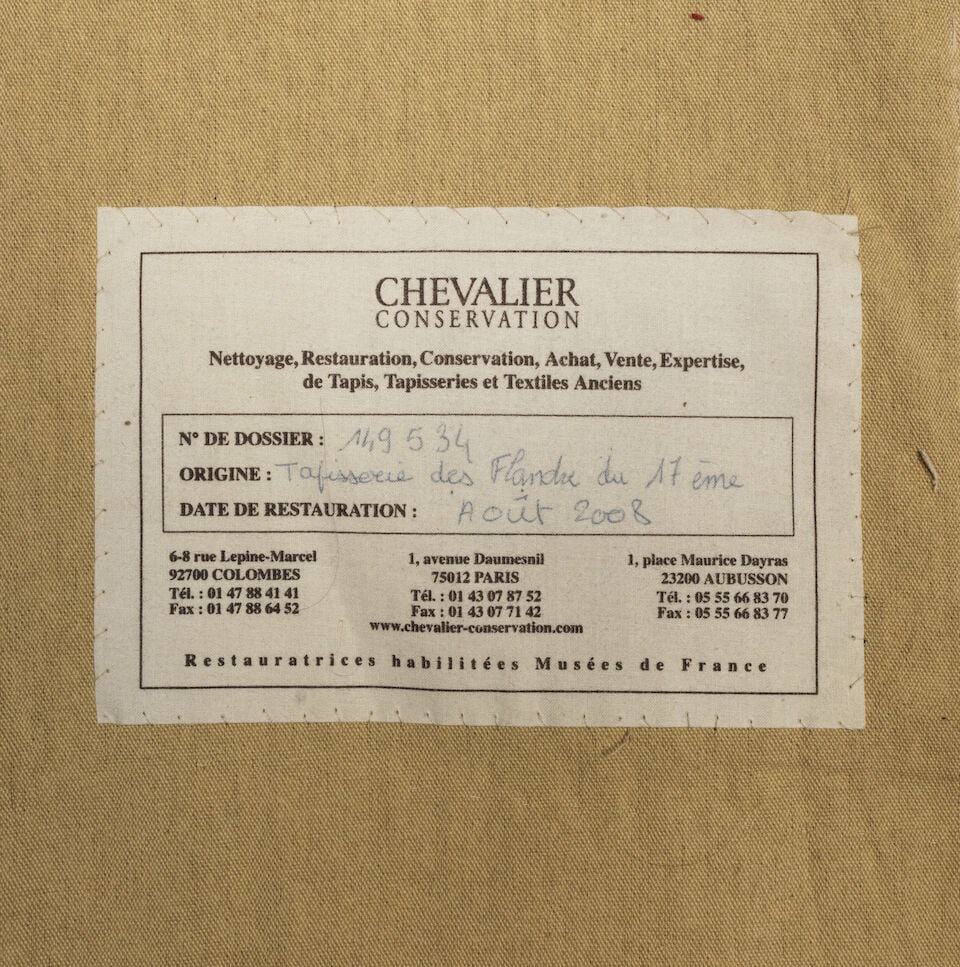 CHEVALIER
CONSERVATION
Nettoyage, Restauration, Conservation, Achat, Vente, Expertise,
de Tapis, Tapisseries et Textiles Anciens
N° DE DOSSIER : 149 534
ORIGINE : Tapisserie des Flandre du 17 ème
DATE DE RESTAURATION : Août 2008
6-8 rue Lepine-Marcel
92700 COLOMBES
Tél. : 01 47 88 41 41
Fax : 01 47 88 64 52
1, avenue Daumesnil
75012 PARIS
Tél. : 01 43 07 87 52
Fax : 01 43 07 71 42
1, place Maurice Dayras
23200 AUBUSSON
Tél. : 05 55 66 83 70
Fax : 05 55 66 83 77
www.chevalier-conservation.com
Restauratrices habilitées Musées de France